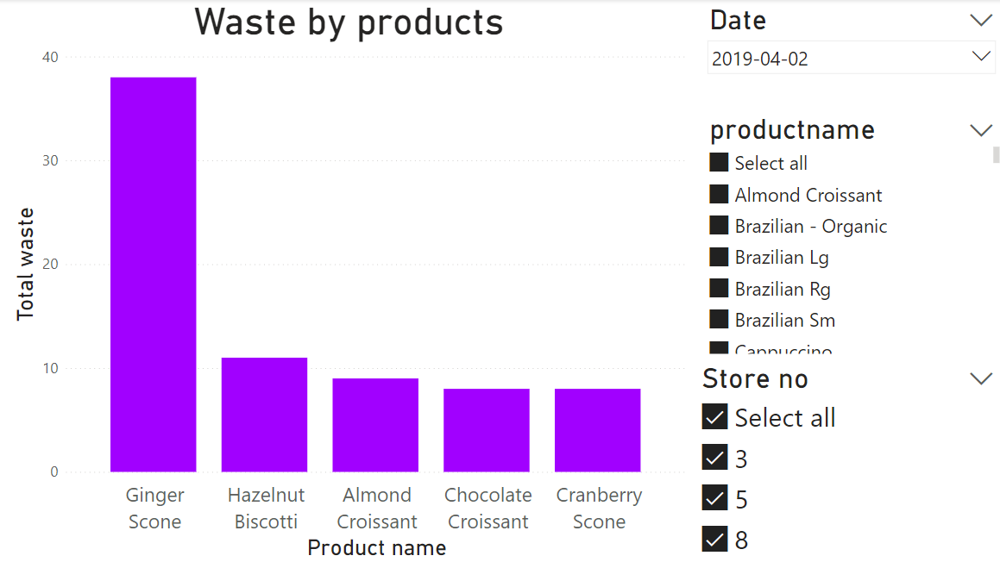 Waste by products
40
30
20
10
0
Total waste
Ginger Scone
Hazelnut Biscotti
Almond Croissant
Chocolate Croissant
Cranberry Scone
Product name
Date
2019-04-02
productname
Select all
Almond Croissant
Brazilian - Organic
Brazilian Lg
Brazilian Rg
Brazilian Sm
Cappuccino
Store no
Select all
3
5
8